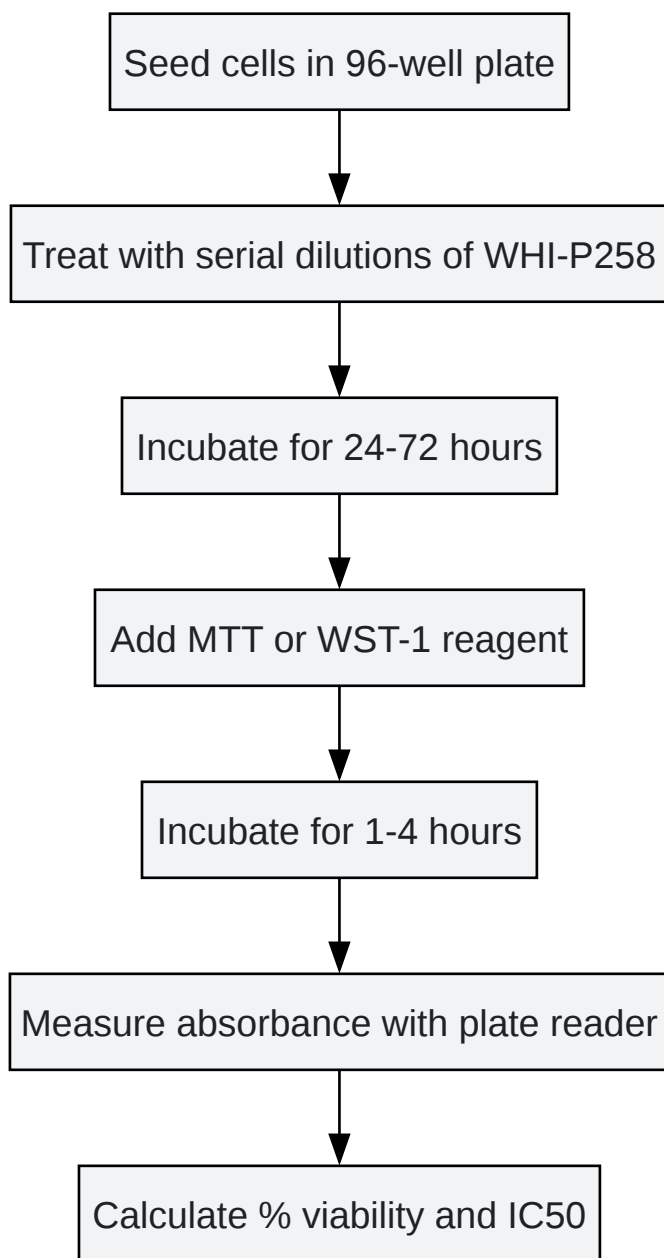 Seed cells in 96-well plate
Treat with serial dilutions of WHI-P258
Incubate for 24-72 hours
Add MTT or WST-1 reagent
Incubate for 1-4 hours
Measure absorbance with plate reader
Calculate % viability and IC50